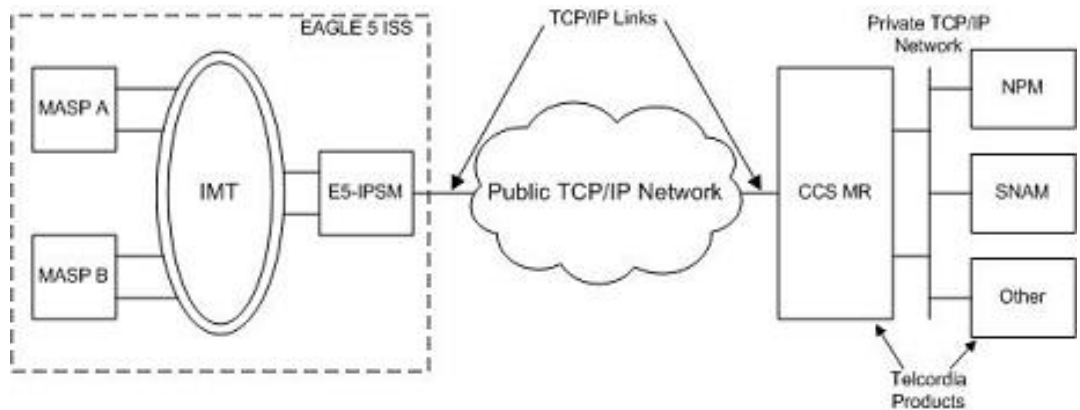 EAGLE 5 ISS
TCP/IP Links
Private TCP/IP
Network
MASP A
MASP B
IMT
E5-IPSM
Public TCP/IP Network
CCS MR
NPM
SNAM
Other
Telcordia
Products